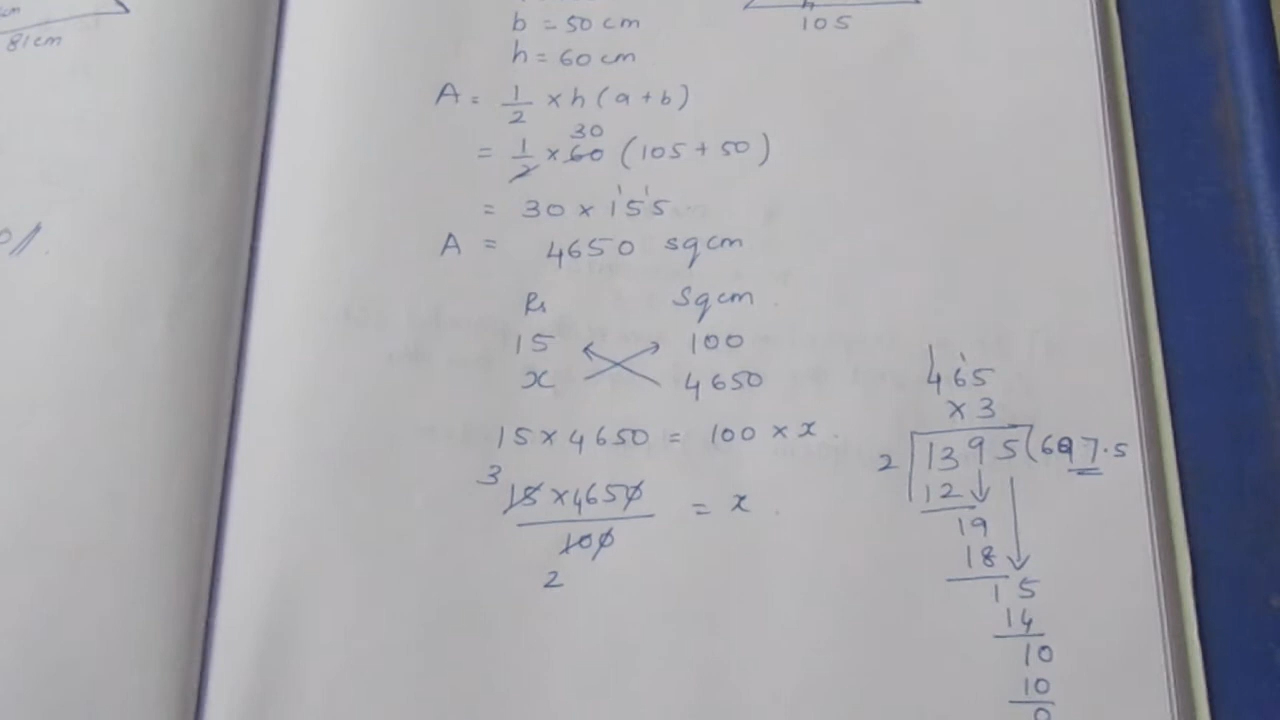 cm
81cm
b = 50 cm
105
h = 60 cm
A = 1/2 × h (a + b)
30
= 1/2 × 60 (105 + 50)
= 30 × 155
A = 4650 sqcm
Rs Sqcm
15 100
x 4650
15 × 4650 = 100 × x
3
15 × 4650 / 100 = x
2
465
× 3
2 1395 (697.5
12
19
18
15
14
10
10
0